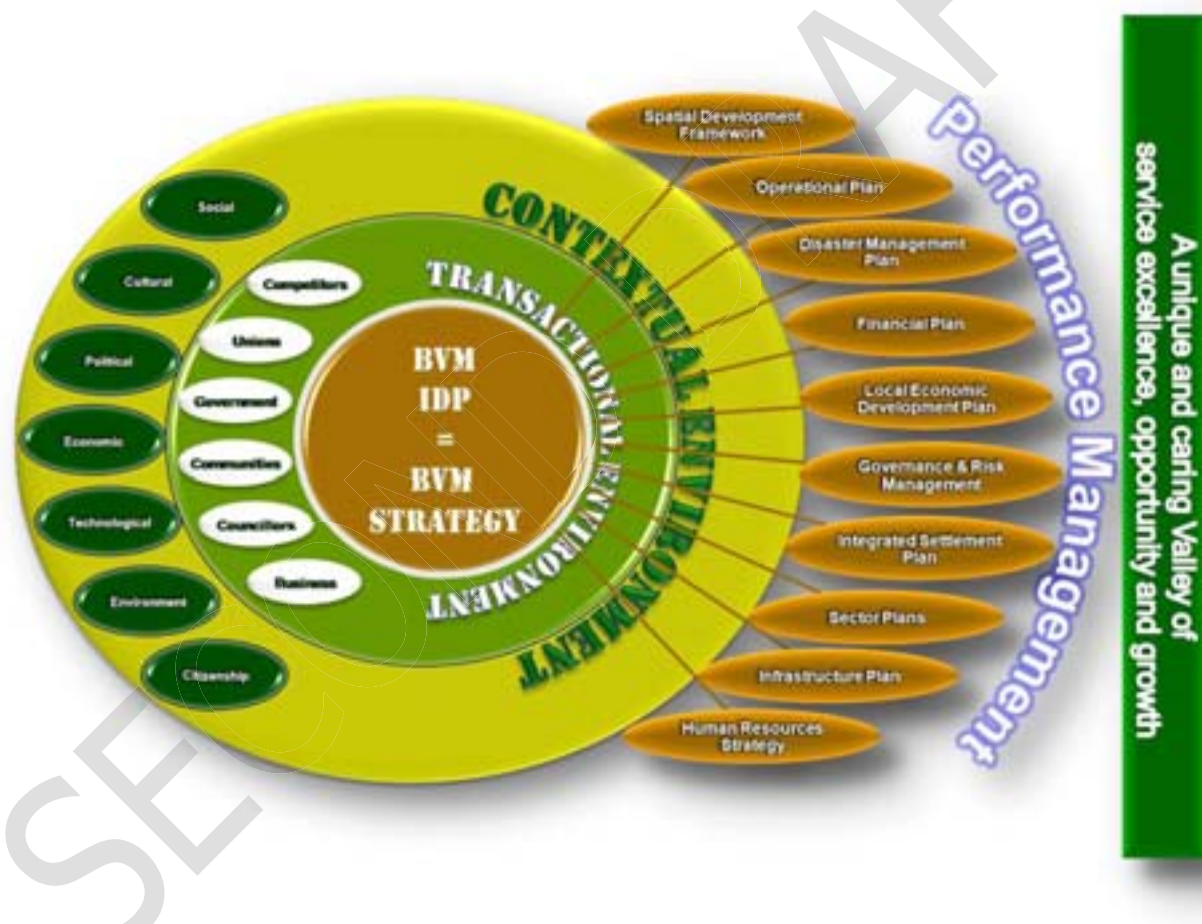 Social
Cultural
Political
Economic
Technological
Environment
Citizenship
Competitors
Unions
Government
Communities
Councillors
Business
BVM
IDP
=
BVM
STRATEGY
TRANSACTIONAL ENVIRONMENT
CONTEXTUAL ENVIRONMENT
Spatial Development
Framework
Operational Plan
Disaster Management
Plan
Financial Plan
Local Economic
Development Plan
Governance & Risk
Management
Integrated Settlement
Plan
Sector Plans
Infrastructure Plan
Human Resources
Strategy
Performance Management
A unique and caring Valley of
service excellence, opportunity and growth